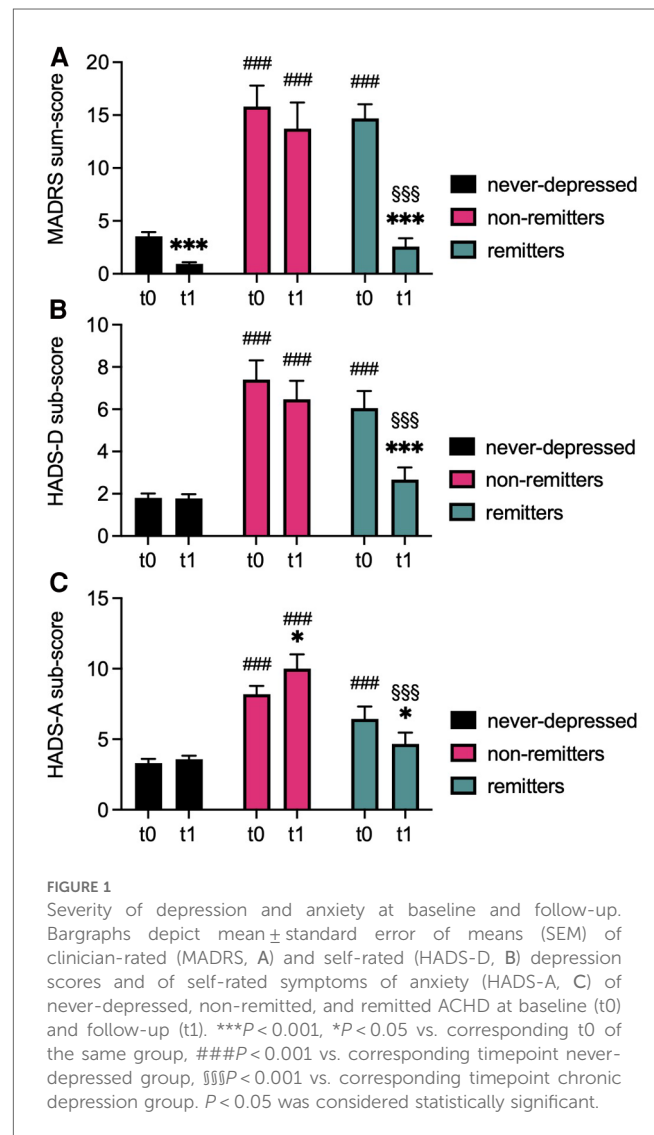 A
MADRS sum-score
20
15
10
5
0
###
###
###
***
§§§
***
t0 t1 t0 t1 t0 t1
never-depressed
non-remitters
remitters
B
HADS-D sub-score
10
8
6
4
2
0
###
###
###
§§§
***
t0 t1 t0 t1 t0 t1
never-depressed
non-remitters
remitters
C
HADS-A sub-score
15
10
5
0
###
###
*
###
§§§
*
t0 t1 t0 t1 t0 t1
never-depressed
non-remitters
remitters
FIGURE 1
Severity of depression and anxiety at baseline and follow-up.
Bargraphs depict mean ± standard error of means (SEM) of
clinician-rated (MADRS, A) and self-rated (HADS-D, B) depression
scores and of self-rated symptoms of anxiety (HADS-A, C) of
never-depressed, non-remitted, and remitted ACHD at baseline (t0)
and follow-up (t1). ***P < 0.001, *P < 0.05 vs. corresponding t0 of
the same group, ###P < 0.001 vs. corresponding timepoint never-
depressed group, §§§P < 0.001 vs. corresponding timepoint chronic
depression group. P < 0.05 was considered statistically significant.